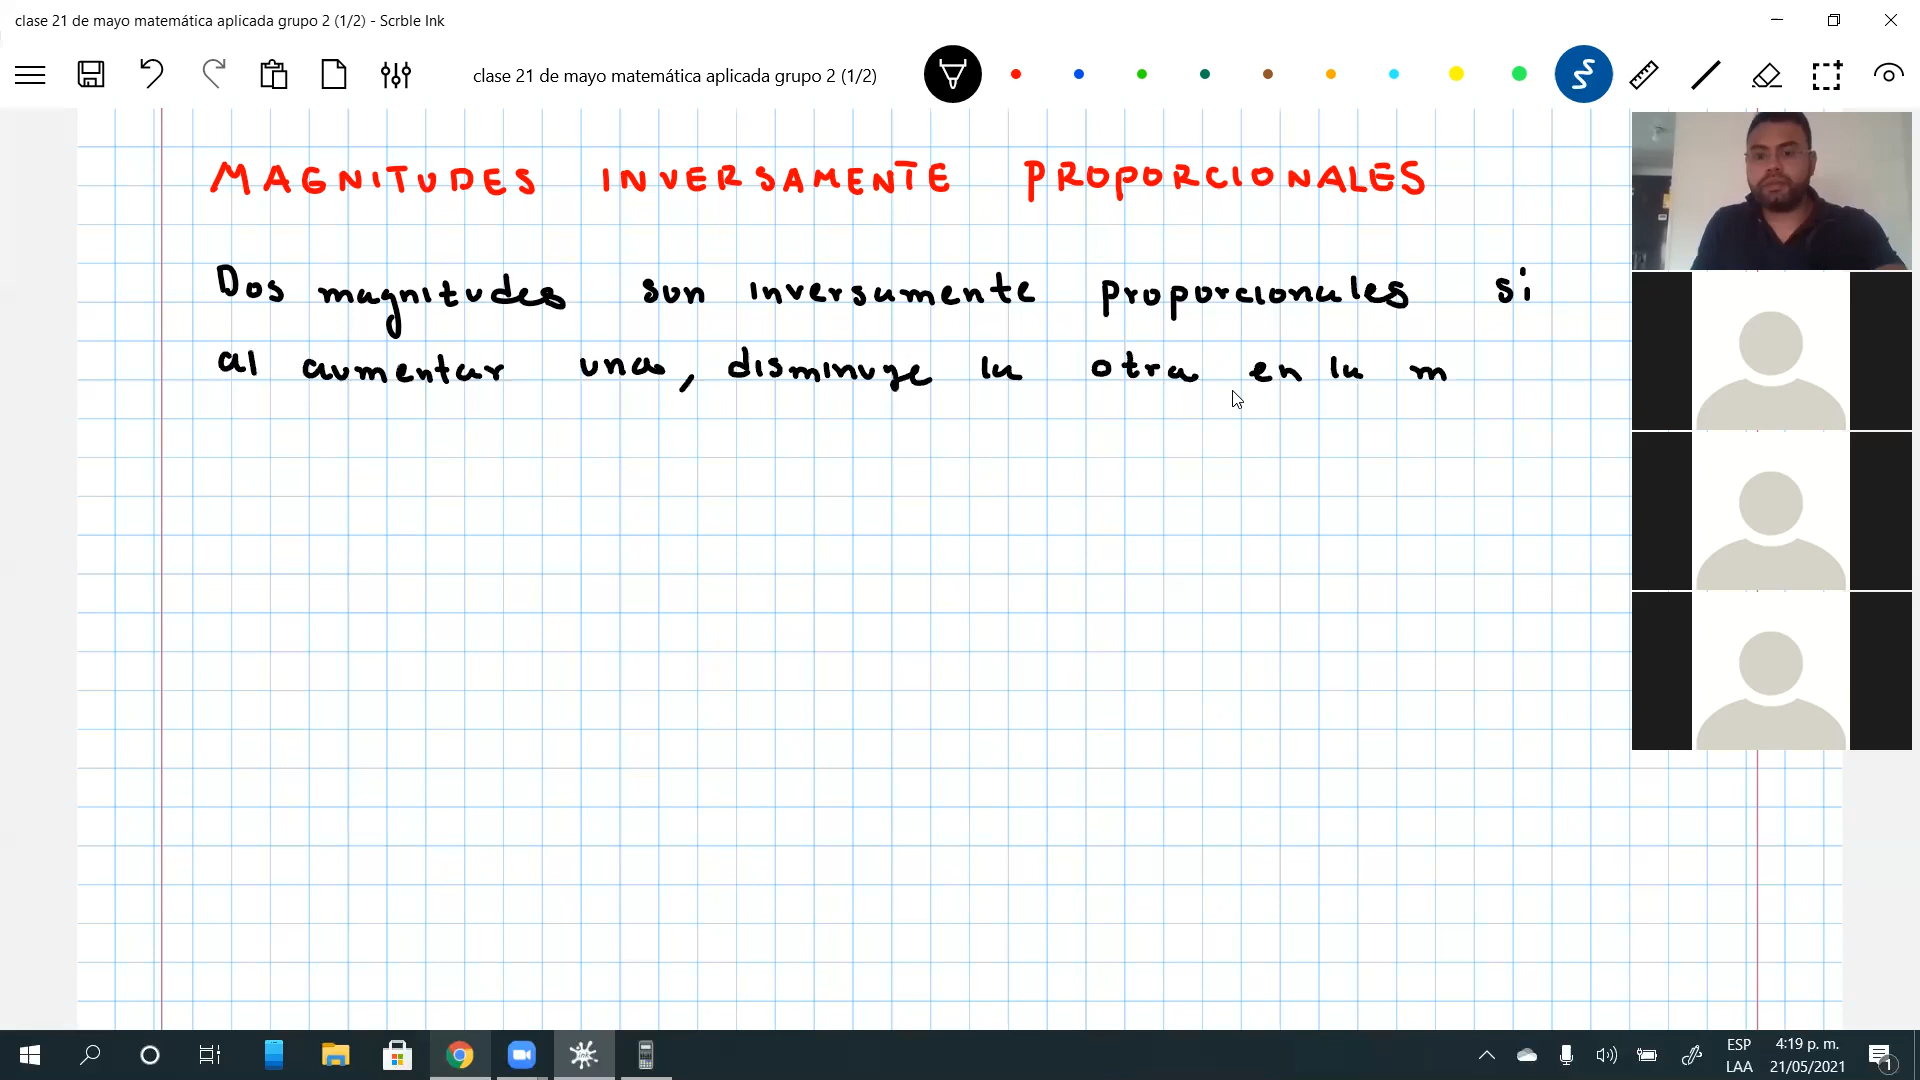 clase 21 de mayo matemática aplicada grupo 2 (1/2) - Scrble Ink
clase 21 de mayo matemática aplicada grupo 2 (1/2)
MAGNITUDES INVERSAMENTE PROPORCIONALES
Dos magnitudes son inversamente proporcionales si
al aumentar una, disminuye la otra en la m
ESP
LAA
4:19 p. m.
21/05/2021
1